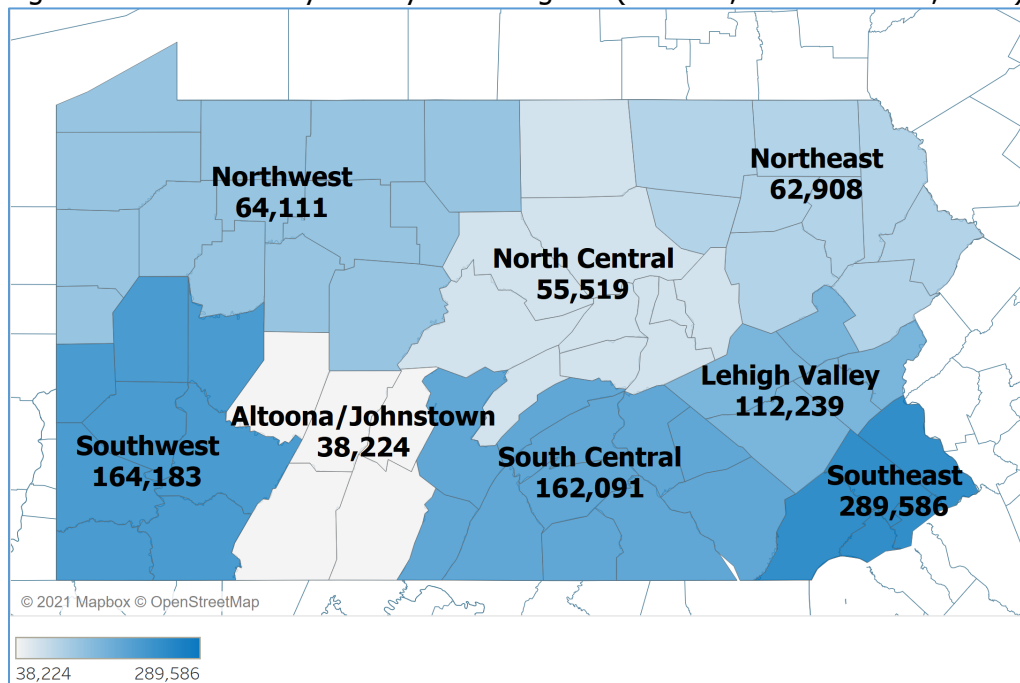 Northwest
64,111
Northeast
62,908
North Central
55,519
Lehigh Valley
112,239
Altoona/Johnstown
38,224
Southwest
164,183
South Central
162,091
Southeast
289,586
© 2021 Mapbox © OpenStreetMap
38,224 289,586